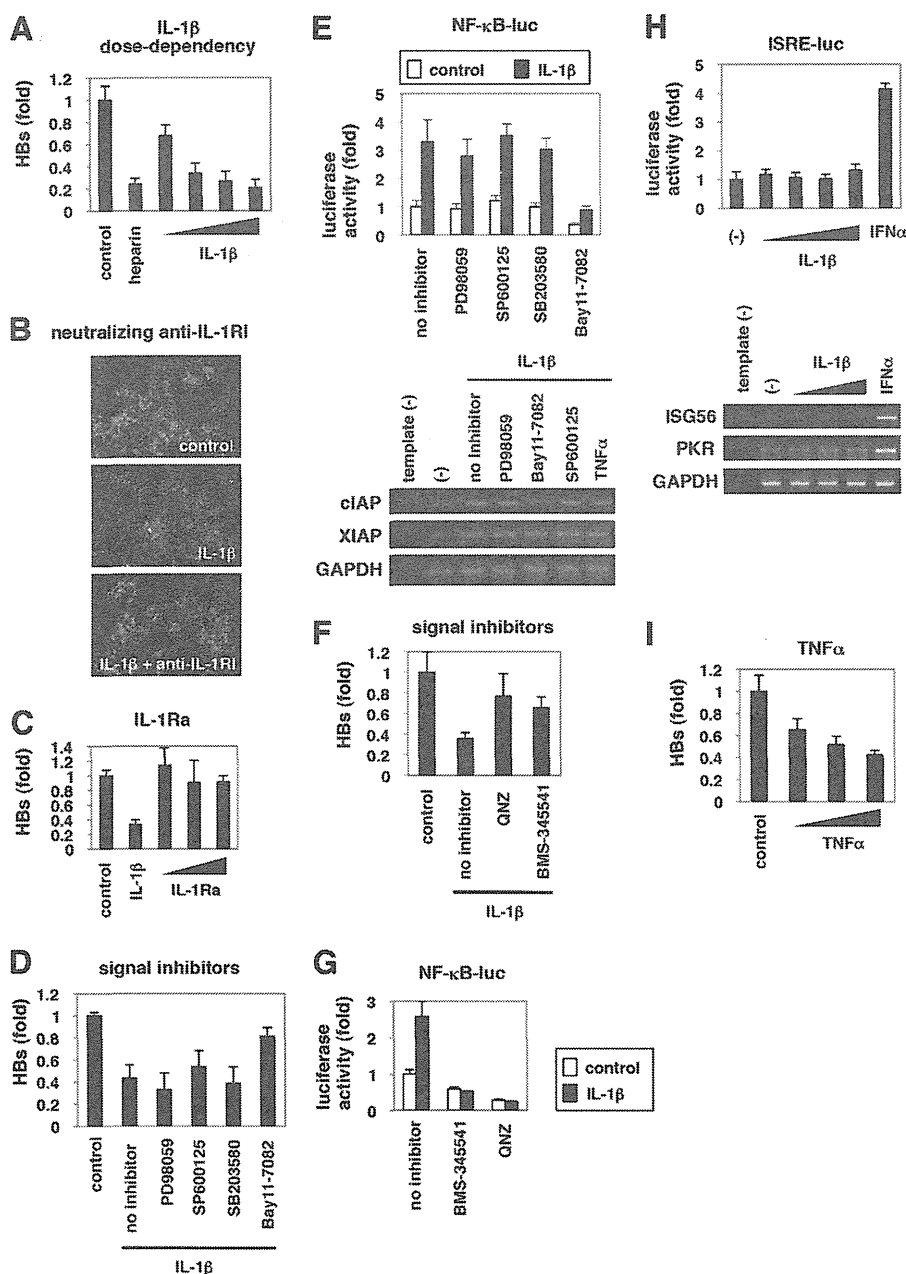 A
IL-1β
dose-dependency
HBs (fold)
1.2
1
0.8
0.6
0.4
0.2
0
control
heparin
IL-1β
B
neutralizing anti-IL-1RI
control
IL-1β
IL-1β + anti-IL-1RI
C
IL-1Ra
HBs (fold)
1.4
1.2
1
0.8
0.6
0.4
0.2
0
control
IL-1β
IL-1Ra
D
signal inhibitors
HBs (fold)
1.2
1
0.8
0.6
0.4
0.2
0
control
no inhibitor
PD98059
SP600125
SB203580
Bay11-7082
IL-1β
E
NF-κB-luc
control
IL-1β
luciferase
activity (fold)
5
4
3
2
1
0
no inhibitor
PD98059
SP600125
SB203580
Bay11-7082
IL-1β
template (-)
(-)
no inhibitor
PD98059
Bay11-7082
SP600125
TNFα
cIAP
XIAP
GAPDH
F
signal inhibitors
HBs (fold)
1.2
1
0.8
0.6
0.4
0.2
0
control
no inhibitor
QNZ
BMS-345541
IL-1β
G
NF-κB-luc
luciferase
activity (fold)
3
2
1
0
no inhibitor
BMS-345541
QNZ
control
IL-1β
H
ISRE-luc
luciferase
activity (fold)
5
4
3
2
1
0
(-)
IFNα
IL-1β
template (-)
(-)
IL-1β
IFNα
ISG56
PKR
GAPDH
I
TNFα
HBs (fold)
1.2
1
0.8
0.6
0.4
0.2
0
control
TNFα